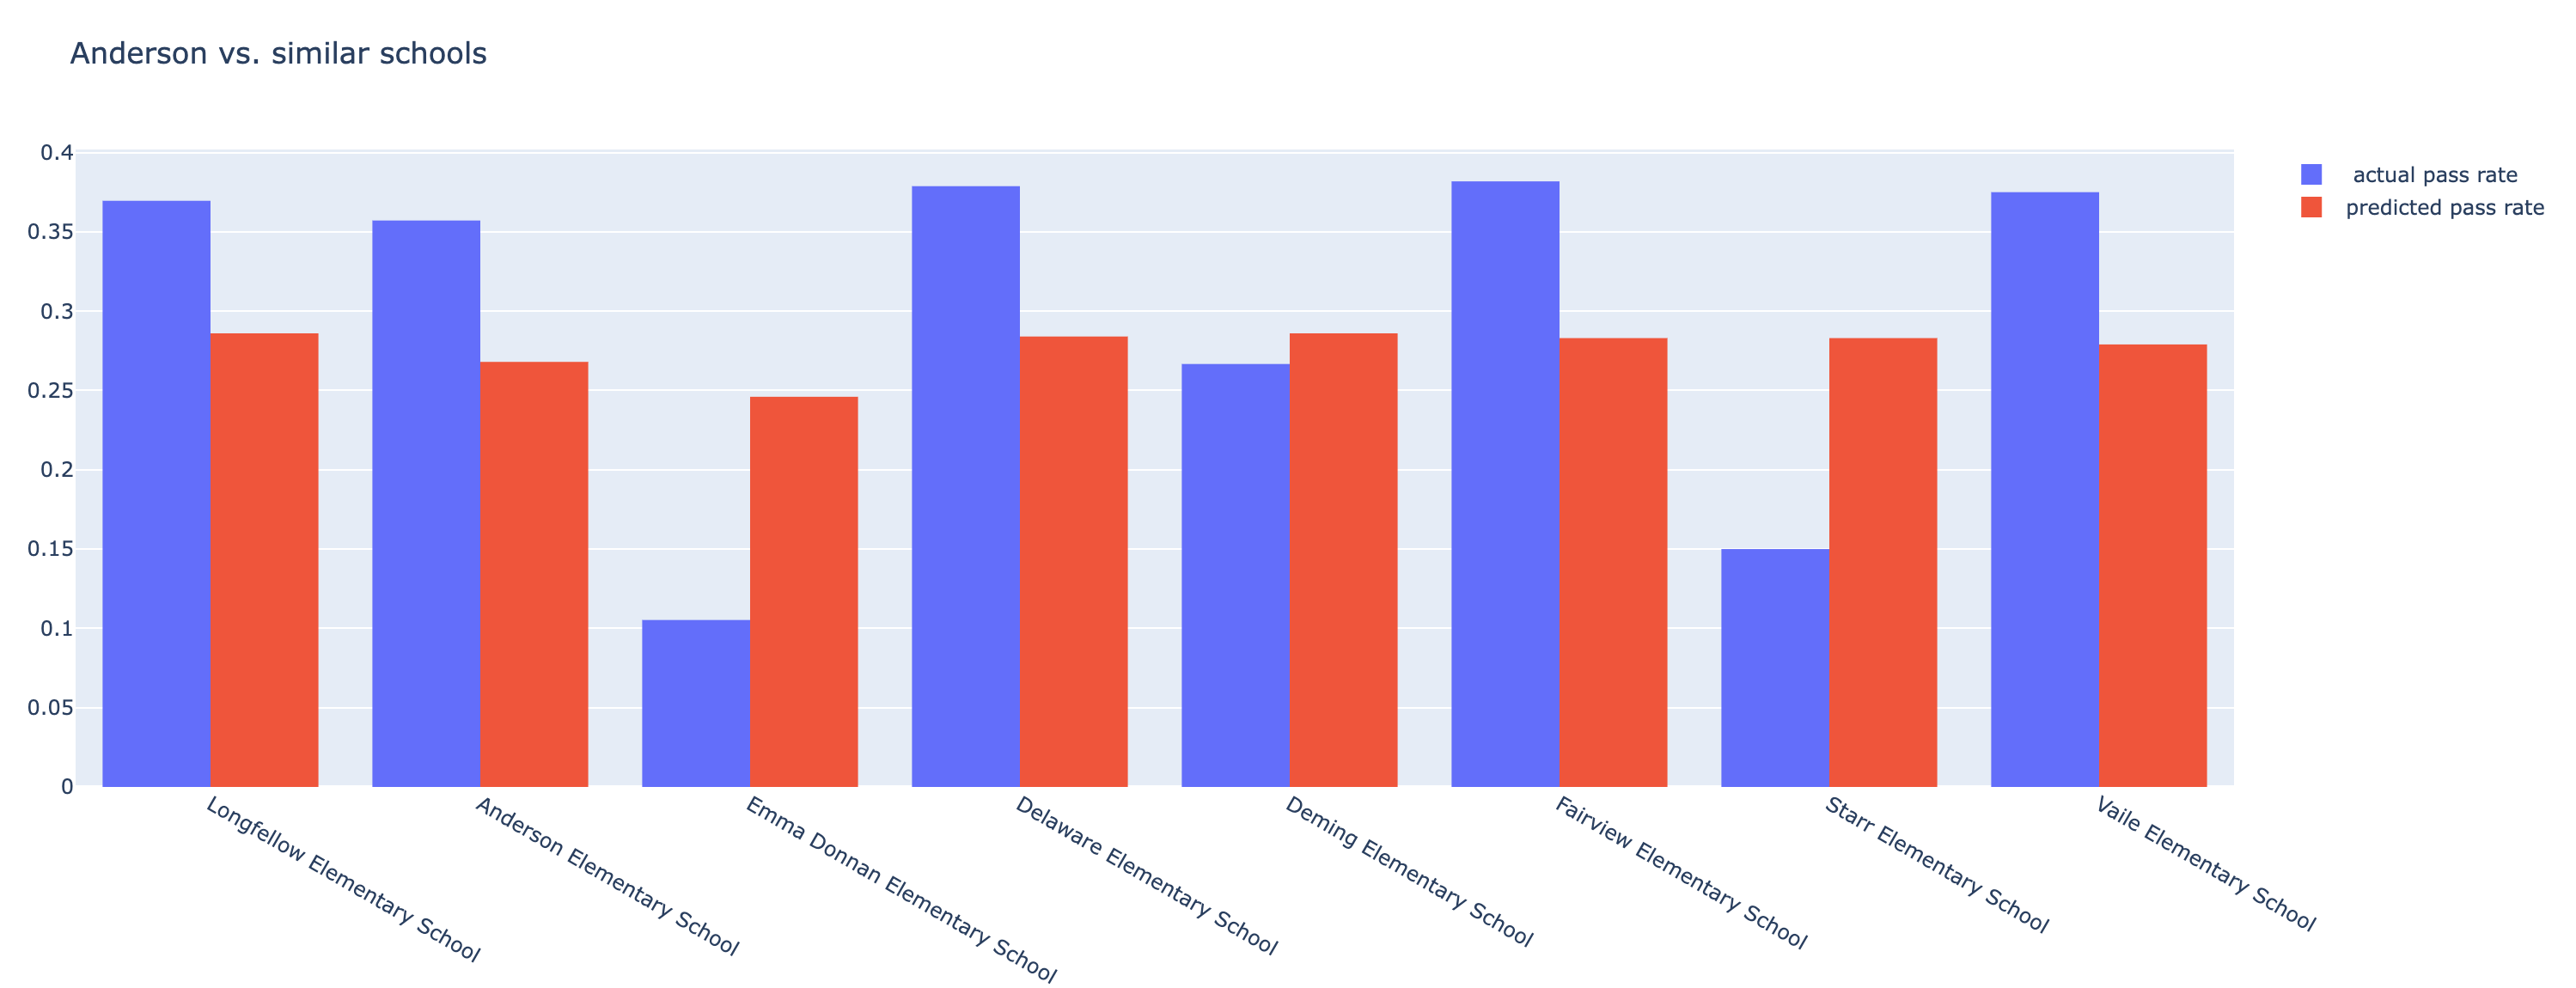 Anderson vs. similar schools
actual pass rate
predicted pass rate
0.4
0.35
0.3
0.25
0.2
0.15
0.1
0.05
0
Longfellow Elementary School
Anderson Elementary School
Emma Donnan Elementary School
Delaware Elementary School
Deming Elementary School
Fairview Elementary School
Starr Elementary School
Vaile Elementary School